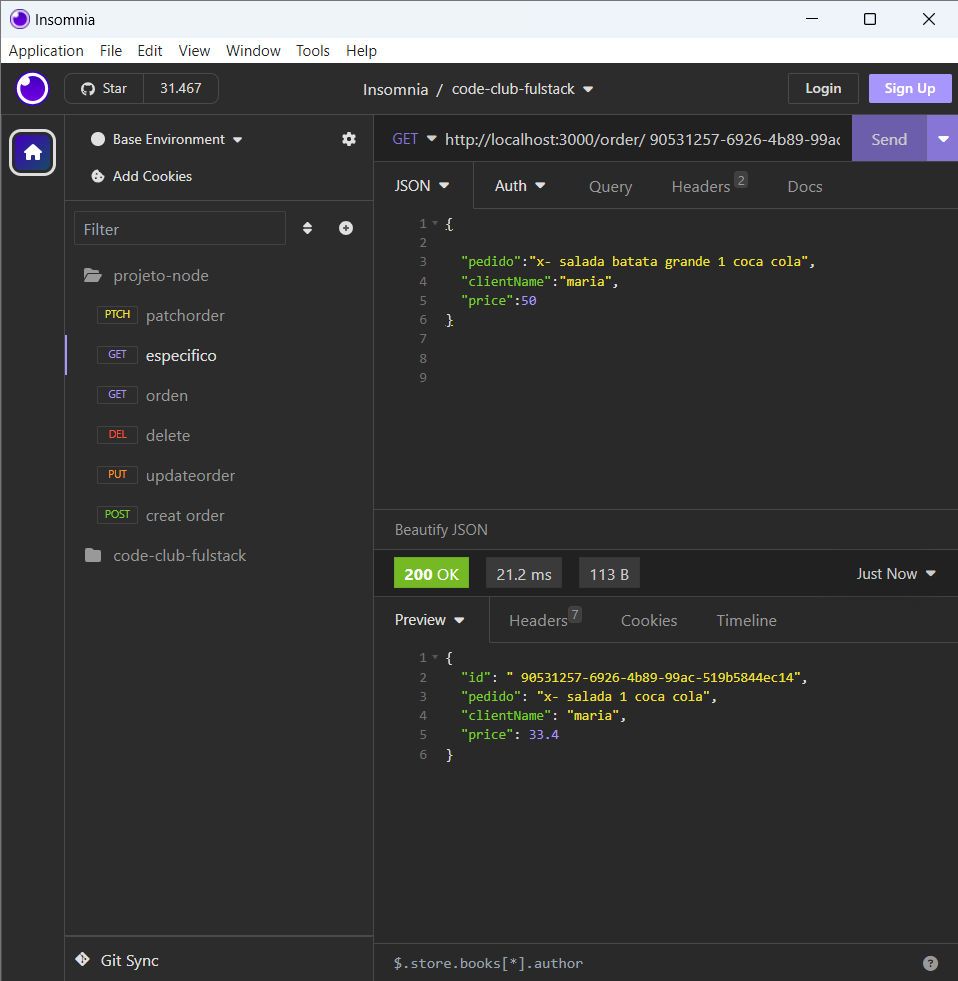 Insomnia
Application File Edit View Window Tools Help
Star 31.467
Insomnia / code-club-fulstack
Login Sign Up
Base Environment
Add Cookies
Filter
projeto-node
PTCH patchorder
GET especifico
GET orden
DEL delete
PUT updateorder
POST creat order
code-club-fulstack
Git Sync
GET http://localhost:3000/order/ 90531257-6926-4b89-99ac Send
JSON Auth Query Headers 2 Docs
1 {
2
3 "pedido":"x- salada batata grande 1 coca cola",
4 "clientName":"maria",
5 "price":50
6 }
7
8
9
Beautify JSON
200 OK 21.2 ms 113 B Just Now
Preview Headers 7 Cookies Timeline
1 {
2 "id": " 90531257-6926-4b89-99ac-519b5844ec14",
3 "pedido": "x- salada 1 coca cola",
4 "clientName": "maria",
5 "price": 33.4
6 }
$.store.books[*].author ?